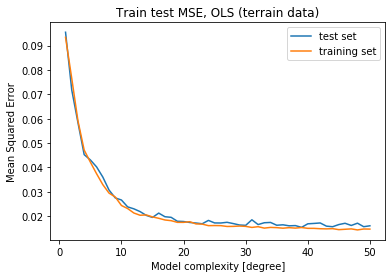 Train test MSE, OLS (terrain data)
test set
training set
Mean Squared Error
0.09
0.08
0.07
0.06
0.05
0.04
0.03
0.02
0
10
20
30
40
50
Model complexity [degree]